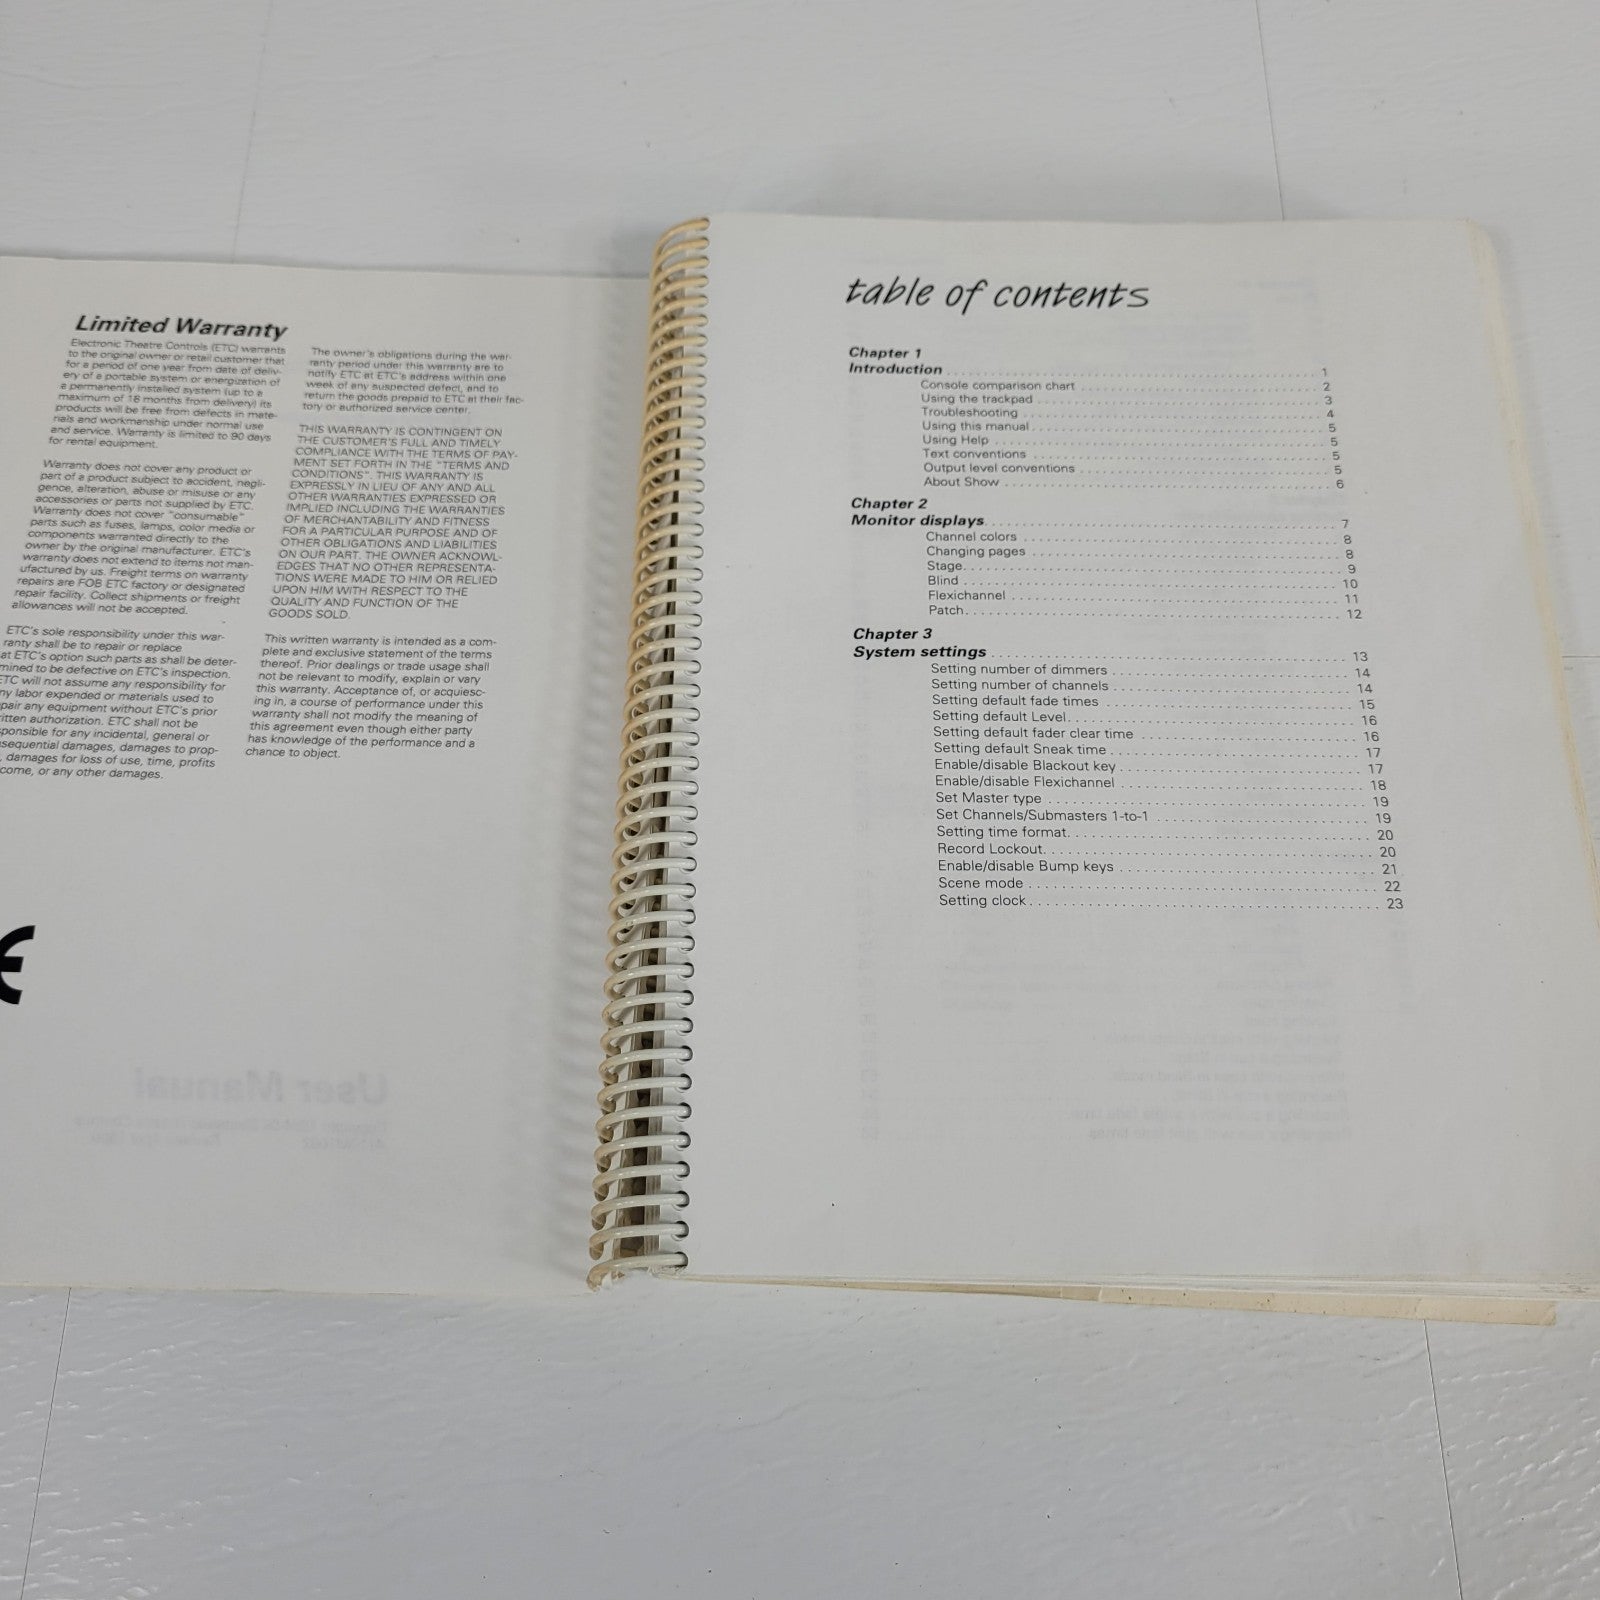 Limited Warranty
Electronic Theatre Controls (ETC) warrants
to the original owner or retail customer that
for a period of one year from date of deliv-
ery of a portable system or energization of
a permanently installed system (up to a
maximum of 18 months from delivery) its
products will be free from defects in mate-
rials and workmanship under normal use
and service. Warranty is limited to 90 days
for rental equipment.
Warranty does not cover any product or
part of a product subject to accident, negli-
gence, alteration, abuse or misuse or any
accessories or parts not supplied by ETC.
Warranty does not cover "consumable"
parts such as fuses, lamps, color media or
components warranted directly to the
owner by the original manufacturer. ETC's
warranty does not extend to items not man-
ufactured by us. Freight terms on warranty
repairs are FOB ETC factory or designated
repair facility. Collect shipments or freight
allowances will not be accepted.
ETC's sole responsibility under this war-
ranty shall be to repair or replace
at ETC's option such parts as shall be deter-
mined to be defective on ETC's inspection.
ETC will not assume any responsibility for
ny labor expended or materials used to
pair any equipment without ETC's prior
ritten authorization. ETC shall not be
ponsible for any incidental, general or
sequential damages, damages to prop-
, damages for loss of use, time, profits
come, or any other damages.
The owner's obligations during the war-
ranty period under this warranty are to
notify ETC at ETC's address within one
week of any suspected defect, and to
return the goods prepaid to ETC at their fac-
tory or authorized service center.
THIS WARRANTY IS CONTINGENT ON
THE CUSTOMER'S FULL AND TIMELY
COMPLIANCE WITH THE TERMS OF PAY-
MENT SET FORTH IN THE "TERMS AND
CONDITIONS". THIS WARRANTY IS
EXPRESSLY IN LIEU OF ANY AND ALL
OTHER WARRANTIES EXPRESSED OR
IMPLIED INCLUDING THE WARRANTIES
OF MERCHANTABILITY AND FITNESS
FOR A PARTICULAR PURPOSE AND OF
OTHER OBLIGATIONS AND LIABILITIES
ON OUR PART. THE OWNER ACKNOWL-
EDGES THAT NO OTHER REPRESENTA-
TIONS WERE MADE TO HIM OR RELIED
UPON HIM WITH RESPECT TO THE
QUALITY AND FUNCTION OF THE
GOODS SOLD.
This written warranty is intended as a com-
plete and exclusive statement of the terms
thereof. Prior dealings or trade usage shall
not be relevant to modify, explain or vary
this warranty. Acceptance of, or acquiesc-
ing in, a course of performance under this
warranty shall not modify the meaning of
this agreement even though either party
has knowledge of the performance and a
chance to object.
CE
table of contents
Chapter 1
Introduction 1
Console comparison chart 2
Using the trackpad 3
Troubleshooting 4
Using this manual 5
Using Help 5
Text conventions 5
Output level conventions 5
About Show 6
Chapter 2
Monitor displays 7
Channel colors 8
Changing pages 8
Stage 9
Blind 10
Flexichannel 11
Patch 12
Chapter 3
System settings 13
Setting number of dimmers 14
Setting number of channels 14
Setting default fade times 15
Setting default Level 16
Setting default fader clear time 16
Setting default Sneak time 17
Enable/disable Blackout key 17
Enable/disable Flexichannel 18
Set Master type 19
Set Channels/Submasters 1-to-1 19
Setting time format 20
Record Lockout 20
Enable/disable Bump keys 21
Scene mode 22
Setting clock 23